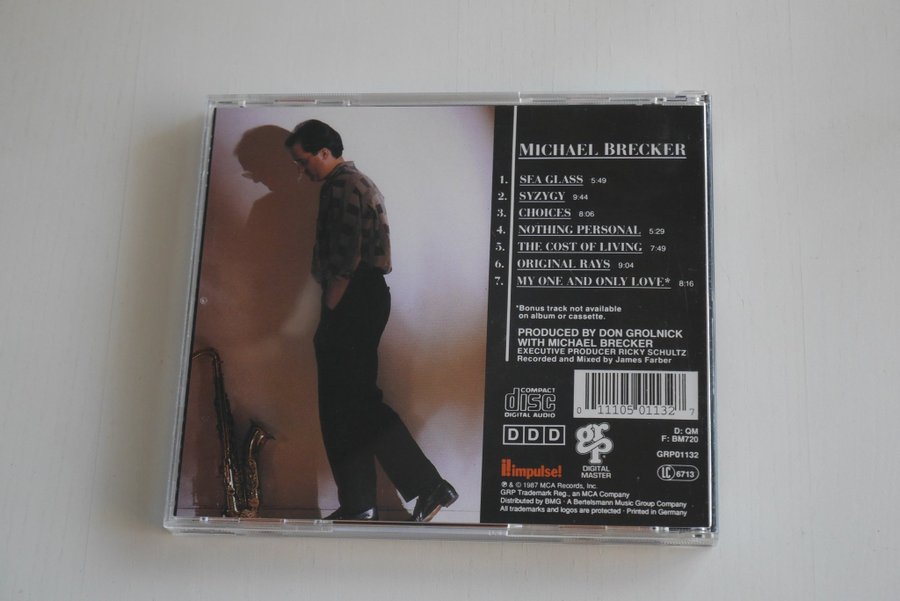 MICHAEL BRECKER
1. SEA GLASS 5:49
2. SYZYGY 9:44
3. CHOICES 8:06
4. NOTHING PERSONAL 5:29
5. THE COST OF LIVING 7:49
6. ORIGINAL RAYS 9:04
7. MY ONE AND ONLY LOVE* 8:16
*Bonus track not available
on album or cassette.
PRODUCED BY DON GROLNICK
WITH MICHAEL BRECKER
EXECUTIVE PRODUCER RICKY SCHULTZ
Recorded and Mixed by James Farber
COMPACT
disc
DIGITAL AUDIO
0 11105 01132 7
DDD
grp
DIGITAL
MASTER
D: QM
F: BM720
GRP01132
LC 6713
i! impulse!
℗ & © 1987 MCA Records, Inc.
GRP Trademark Reg., an MCA Company
Distributed by BMG · A Bertelsmann Music Group Company
All trademarks and logos are protected · Printed in Germany